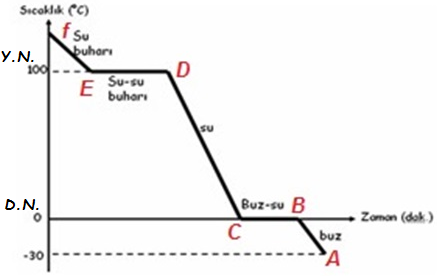 Sıcaklık (°C)
f Su
buharı
Y.N.
100
E
Su-su
buharı
D
su
D.N.
0
Buz-su
B
Zaman (dak.)
C
buz
-30
A